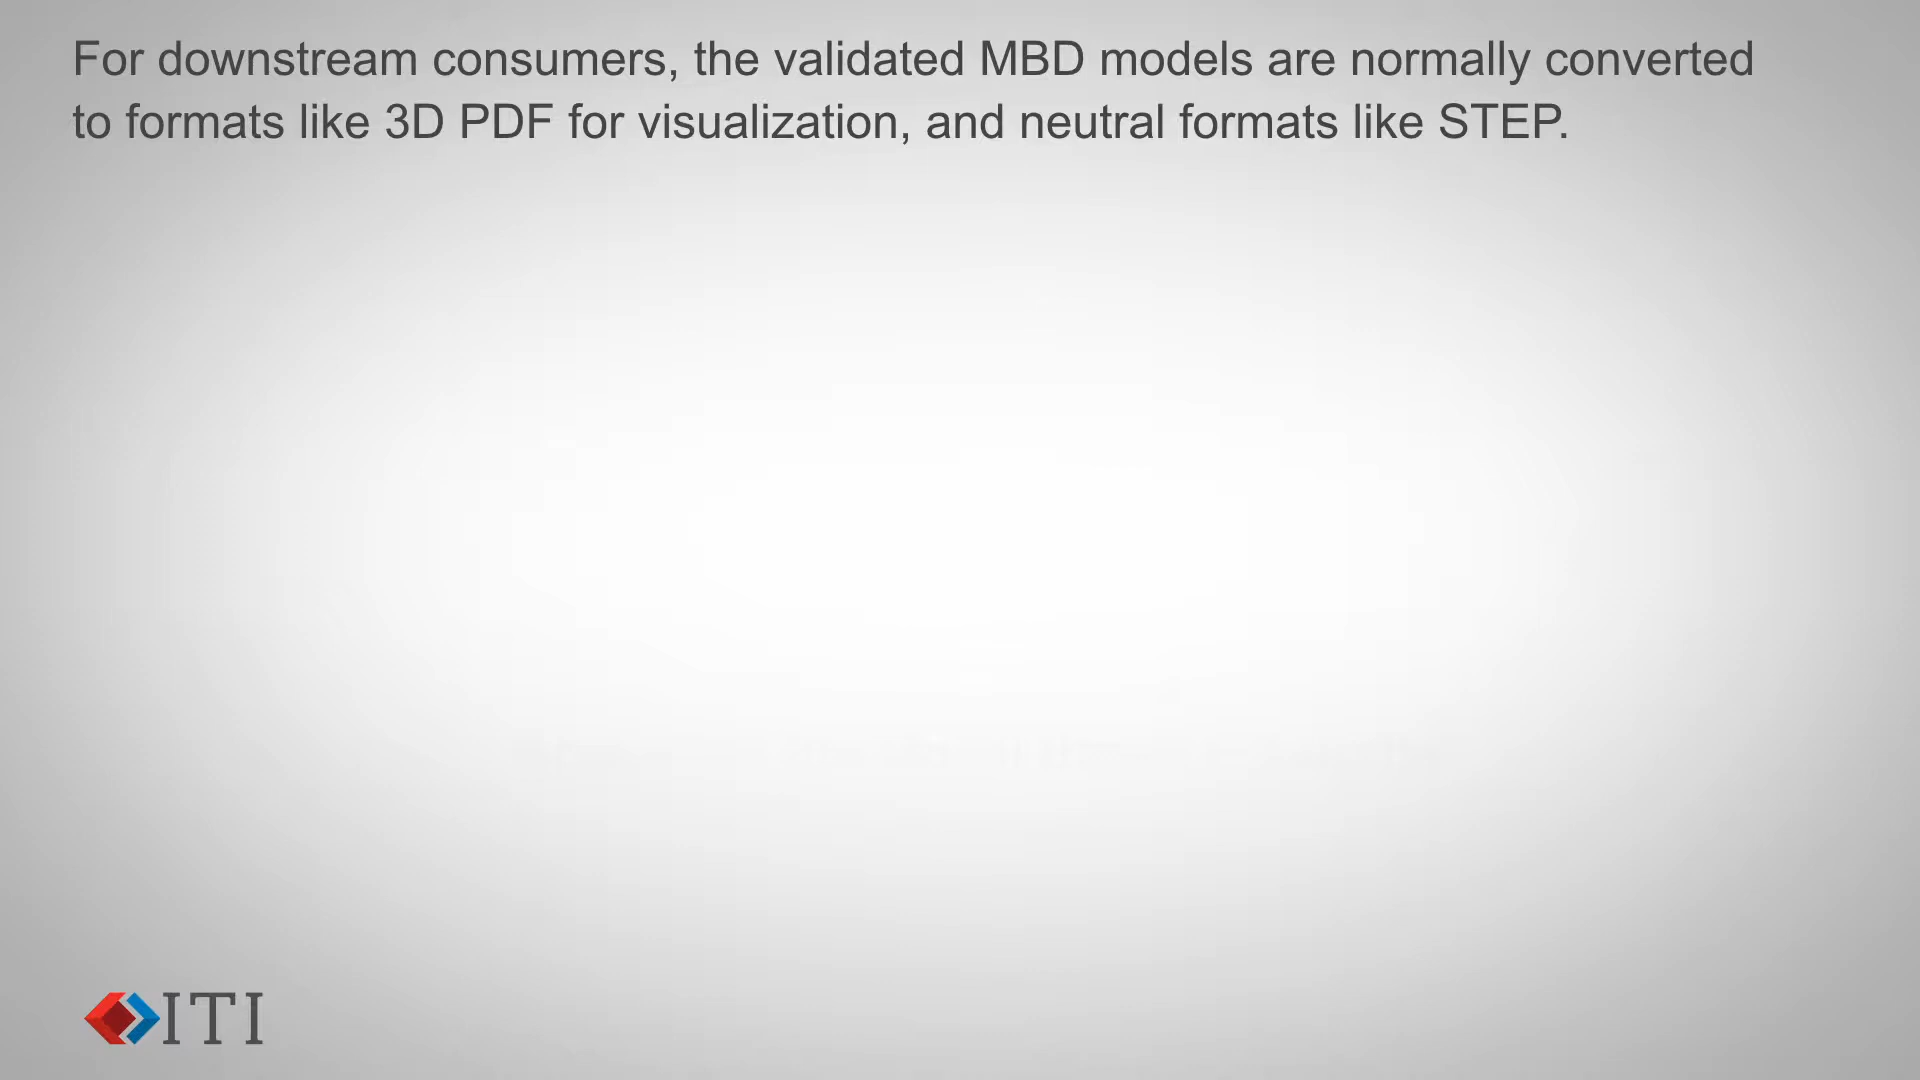 For downstream consumers, the validated MBD models are normally converted
to formats like 3D PDF for visualization, and neutral formats like STEP.
ITI